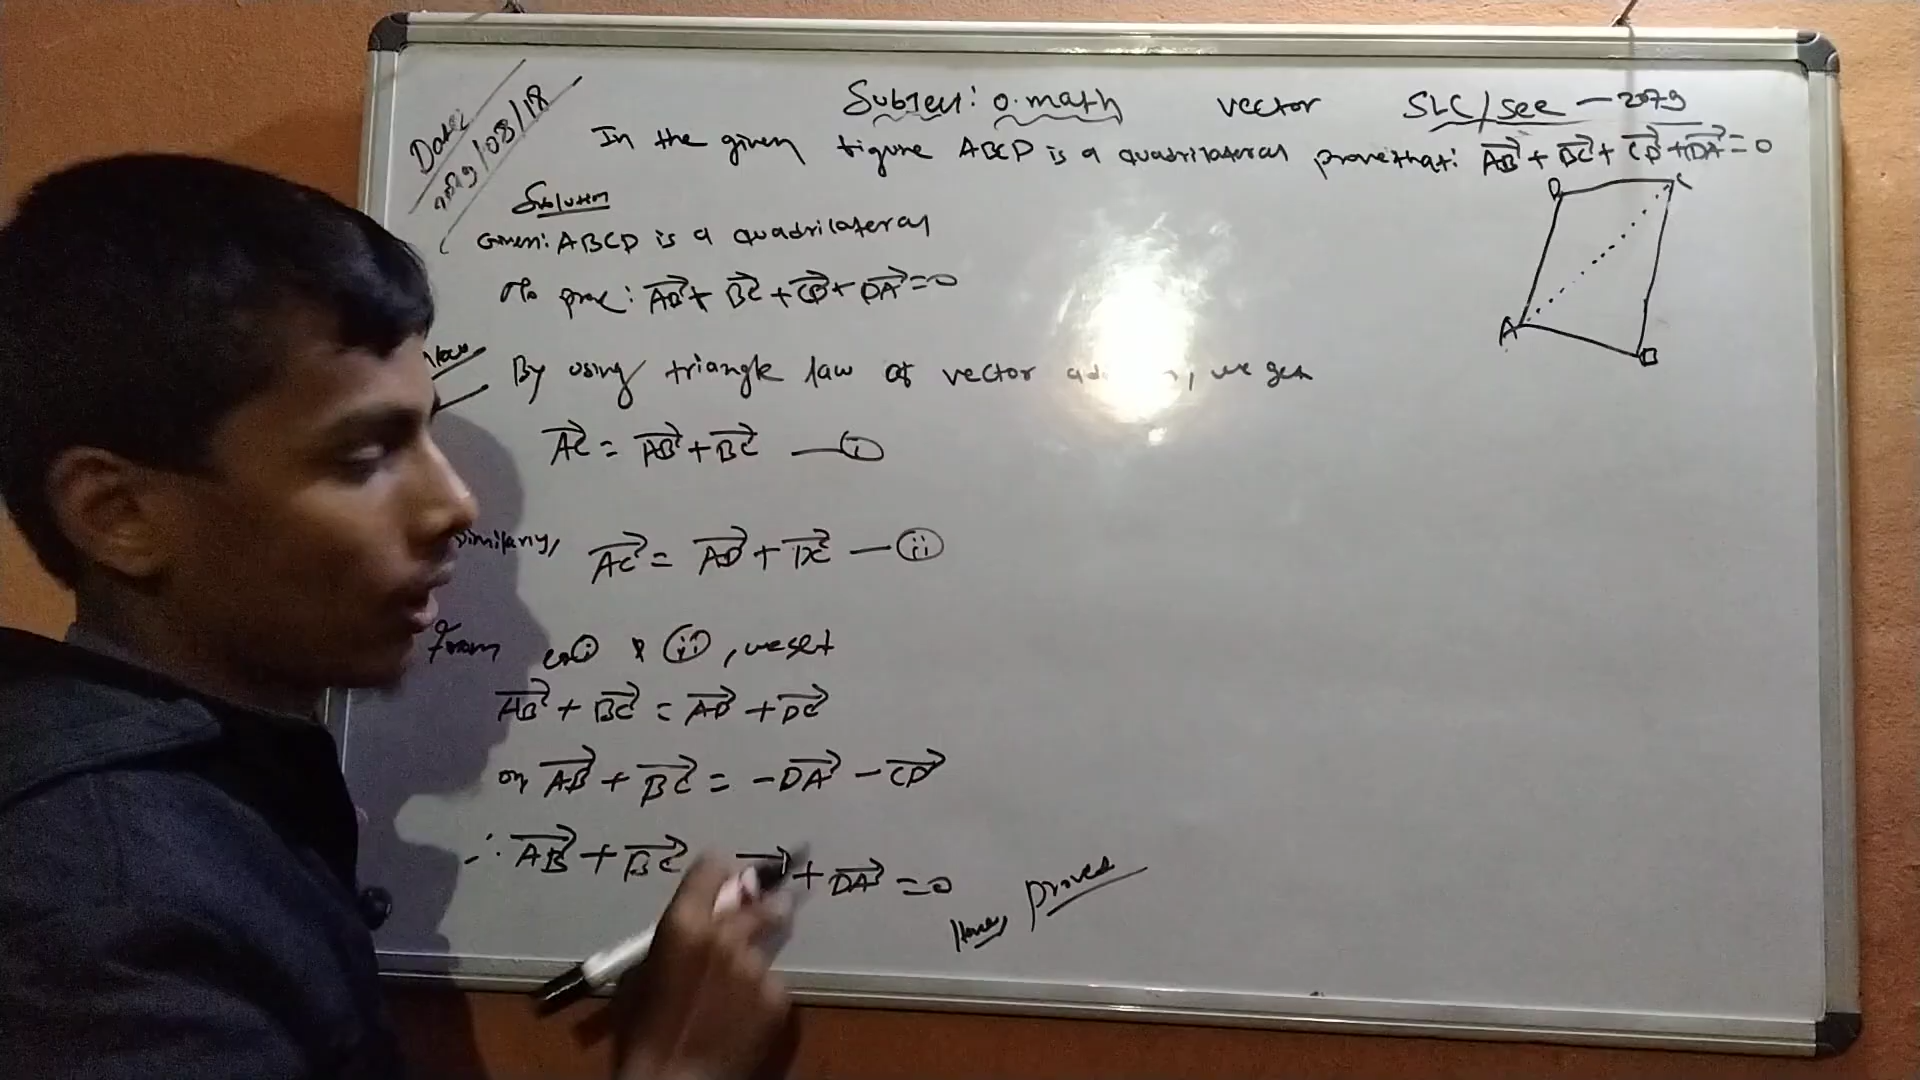 Date: 2079/08/18
Subject: O.math vector SLC/see - 2079
In the given figure ABCD is a quadrilateral prove that: AB→ + BC→ + CD→ + DA→ = 0
D C
A B
Solution
Given: ABCD is a quadrilateral
To prove: AB→ + BC→ + CD→ + DA→ = 0
Now
By using triangle law of vector ad, we get
AC→ = AB→ + BC→ — (i)
Similarly, AC→ = AD→ + DC→ — (ii)
From eq (i) & (ii), we get
AB→ + BC→ = AD→ + DC→
or, AB→ + BC→ = -DA→ - CD→
∴ AB→ + BC→ + DA→ = 0
Hence, proved